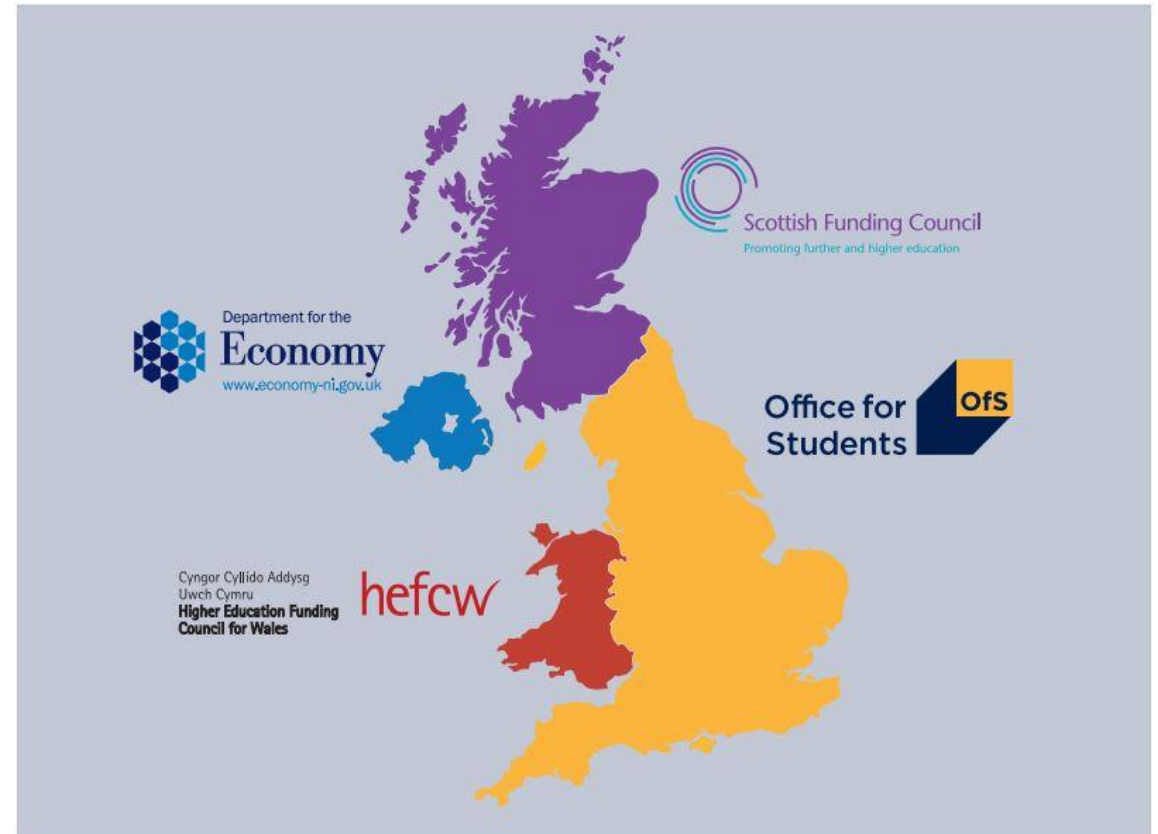 Scottish Funding Council
Promoting further and higher education
Department for the
Economy
www.economy-ni.gov.uk
Office for
Students
OfS
Cyngor Cyllido Addysg
Uwch Cymru
Higher Education Funding
Council for Wales
hefcw